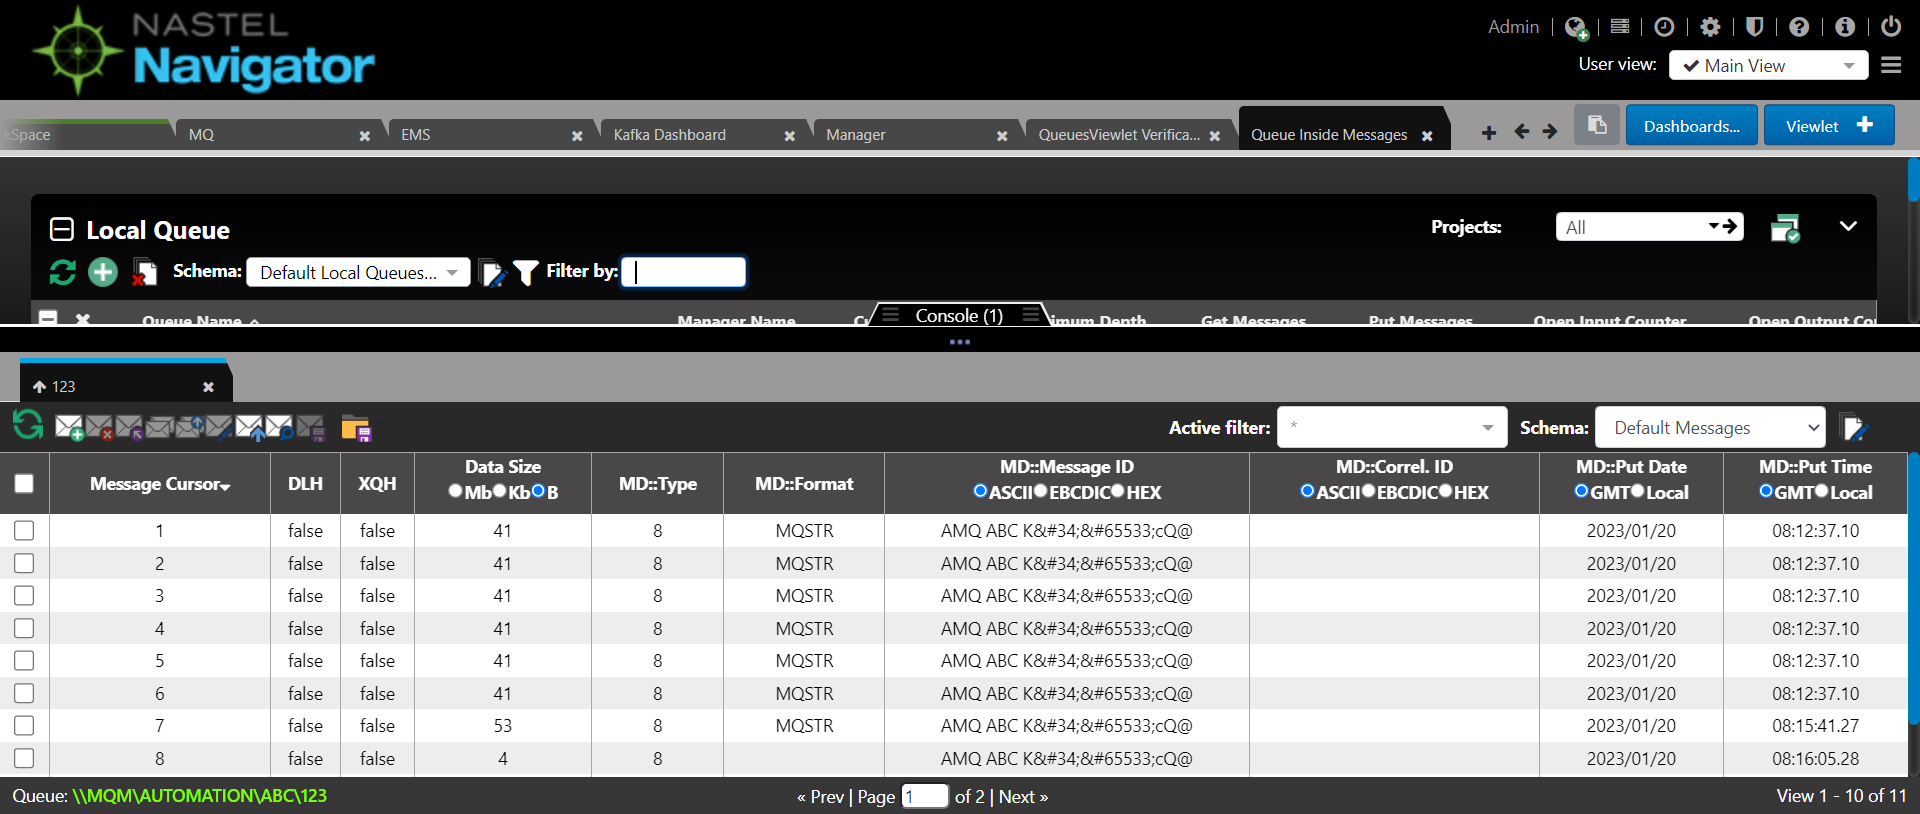 NASTEL
Navigator
Admin
User view: Main View
kSpace
MQ
EMS
Kafka Dashboard
Manager
QueuesViewlet Verifica...
Queue Inside Messages
Dashboards...
Viewlet
Local Queue
Projects: All
Schema: Default Local Queues... Filter by:
Queue Name Manager Name Cu imum Depth Get Messages Put Messages Open Input Counter Open Output Co
Console (1)
123
Active filter: * Schema: Default Messages
Message Cursor DLH XQH Data Size MD::Type MD::Format MD::Message ID MD::Correl. ID MD::Put Date MD::Put Time
Mb Kb B ASCII EBCDIC HEX ASCII EBCDIC HEX GMT Local GMT Local
1 false false 41 8 MQSTR AMQ ABC K&#34;&#65533;cQ@ 2023/01/20 08:12:37.10
2 false false 41 8 MQSTR AMQ ABC K&#34;&#65533;cQ@ 2023/01/20 08:12:37.10
3 false false 41 8 MQSTR AMQ ABC K&#34;&#65533;cQ@ 2023/01/20 08:12:37.10
4 false false 41 8 MQSTR AMQ ABC K&#34;&#65533;cQ@ 2023/01/20 08:12:37.10
5 false false 41 8 MQSTR AMQ ABC K&#34;&#65533;cQ@ 2023/01/20 08:12:37.10
6 false false 41 8 MQSTR AMQ ABC K&#34;&#65533;cQ@ 2023/01/20 08:12:37.10
7 false false 53 8 MQSTR AMQ ABC K&#34;&#65533;cQ@ 2023/01/20 08:15:41.27
8 false false 4 8 AMQ ABC K&#34;&#65533;cQ@ 2023/01/20 08:16:05.28
Queue: \\MQM\AUTOMATION\ABC\123 « Prev | Page 1 of 2 | Next » View 1 - 10 of 11